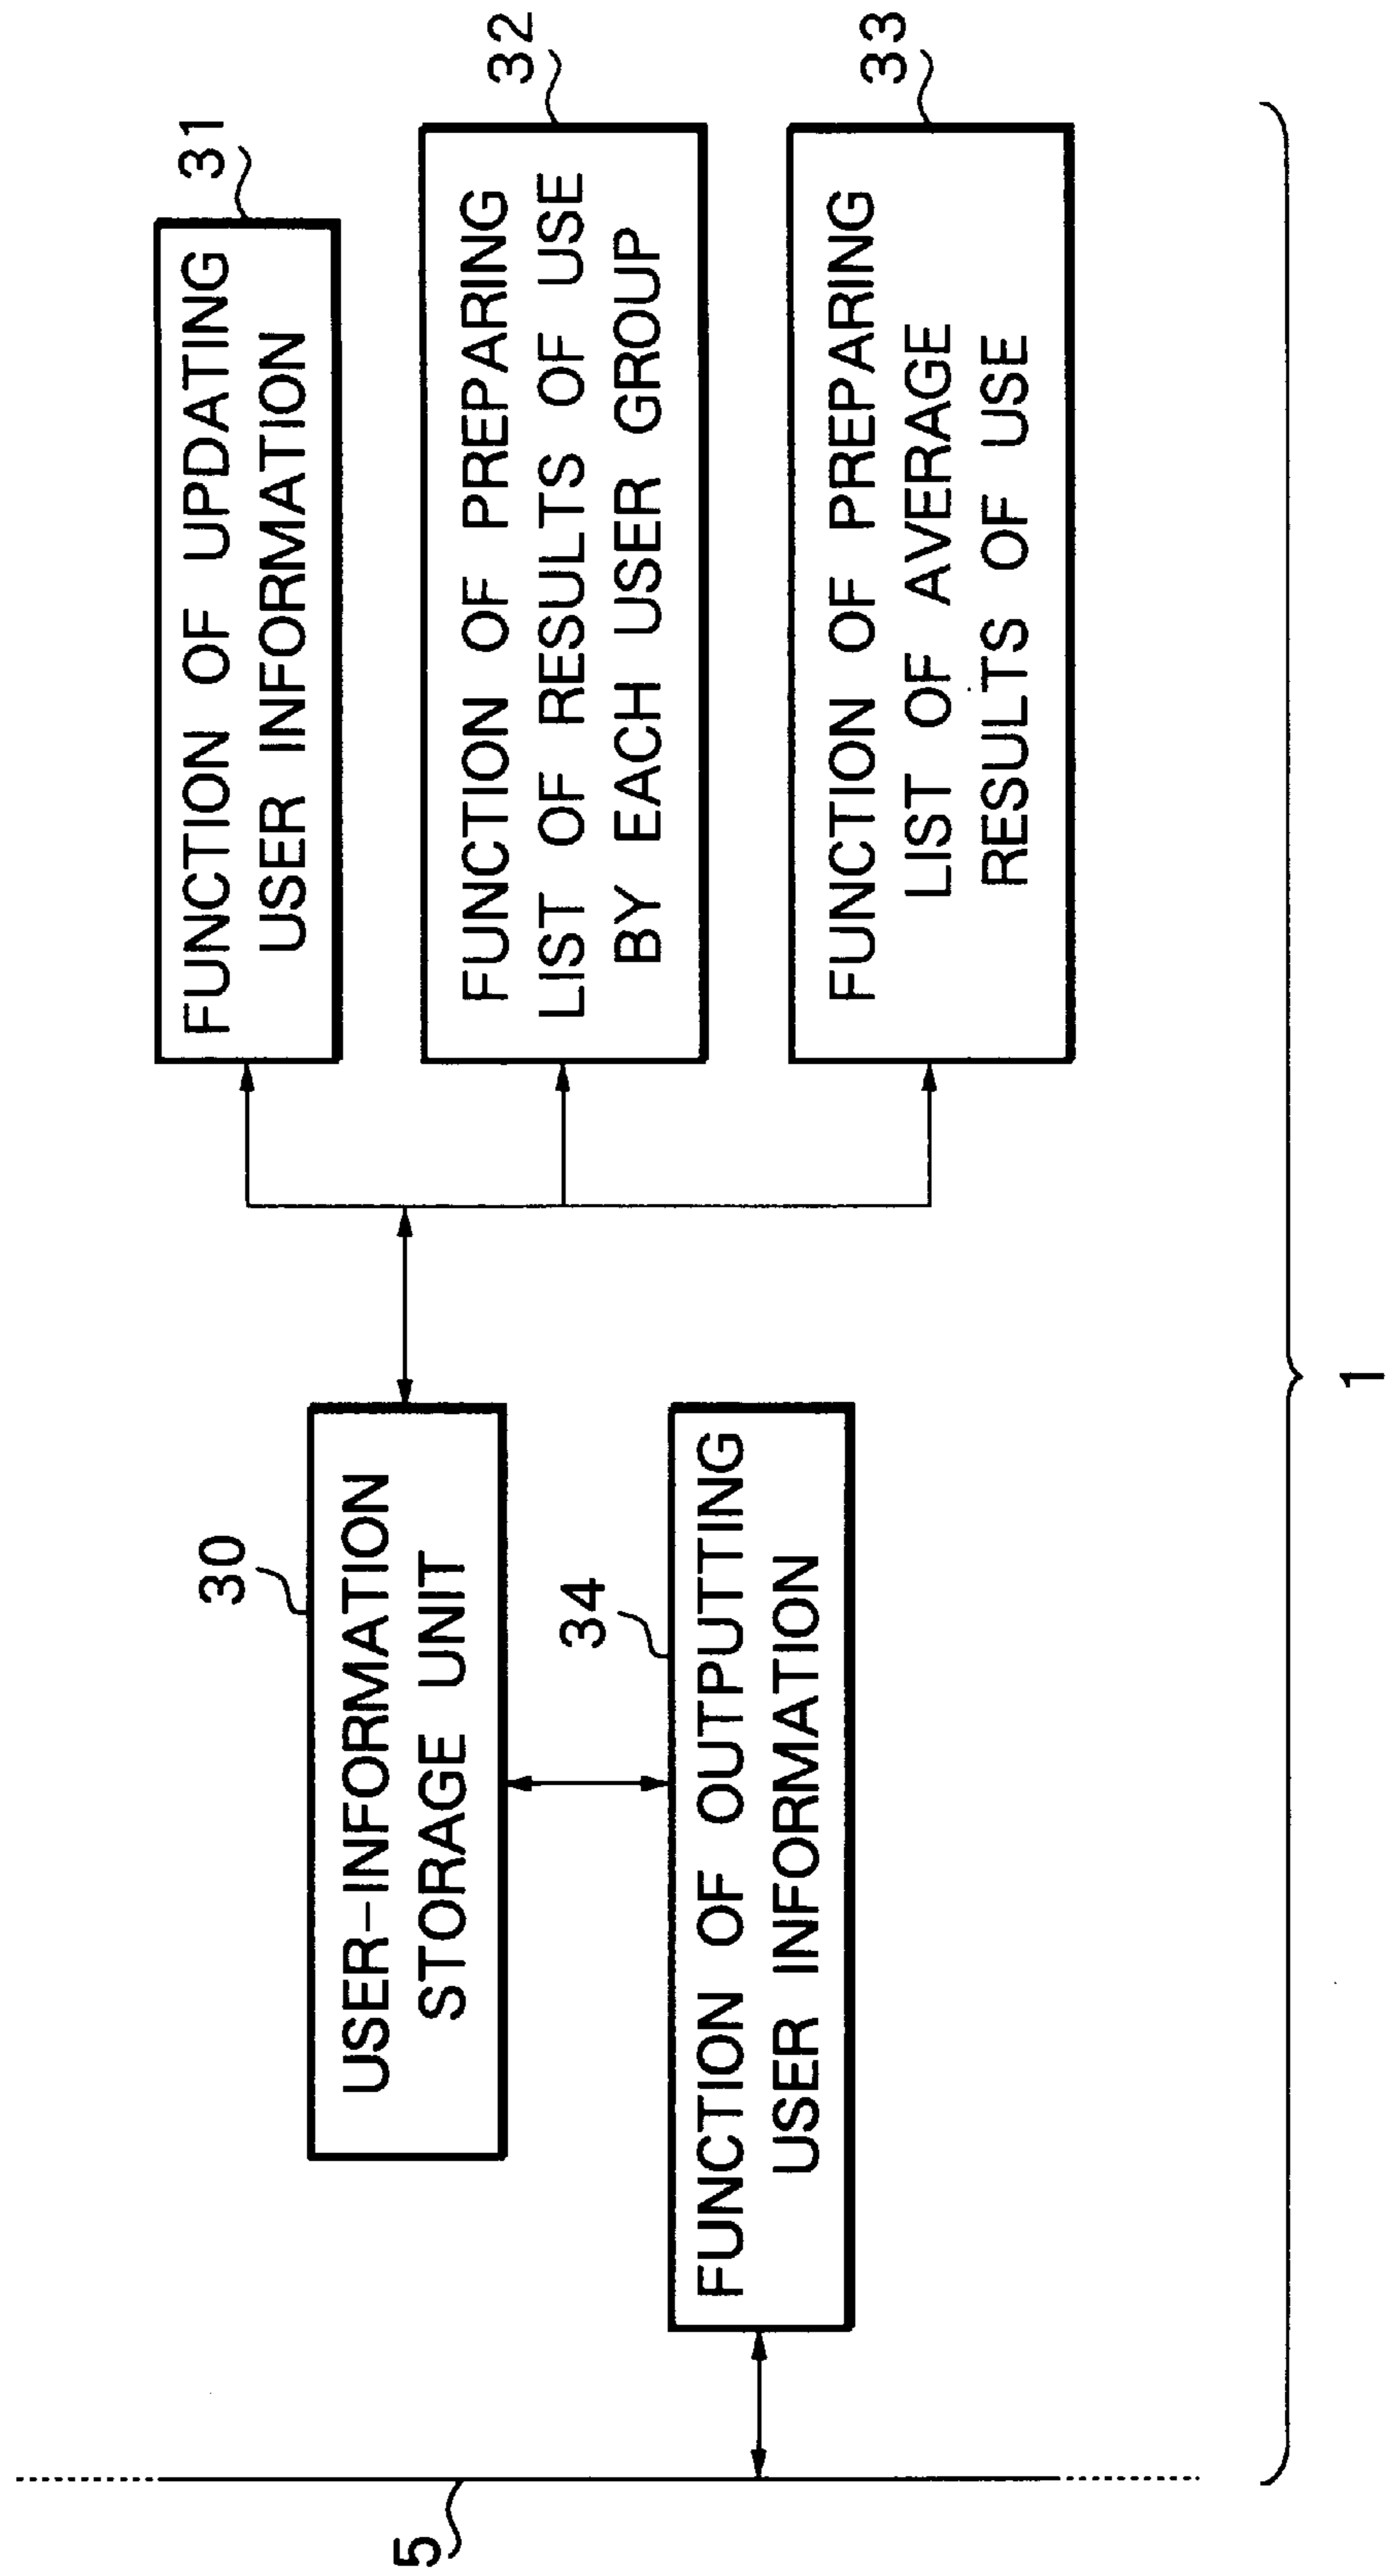 5
30
USER-INFORMATION
STORAGE UNIT
34
FUNCTION OF OUTPUTTING
USER INFORMATION
31
FUNCTION OF UPDATING
USER INFORMATION
32
FUNCTION OF PREPARING
LIST OF RESULTS OF USE
BY EACH USER GROUP
33
FUNCTION OF PREPARING
LIST OF AVERAGE
RESULTS OF USE
1